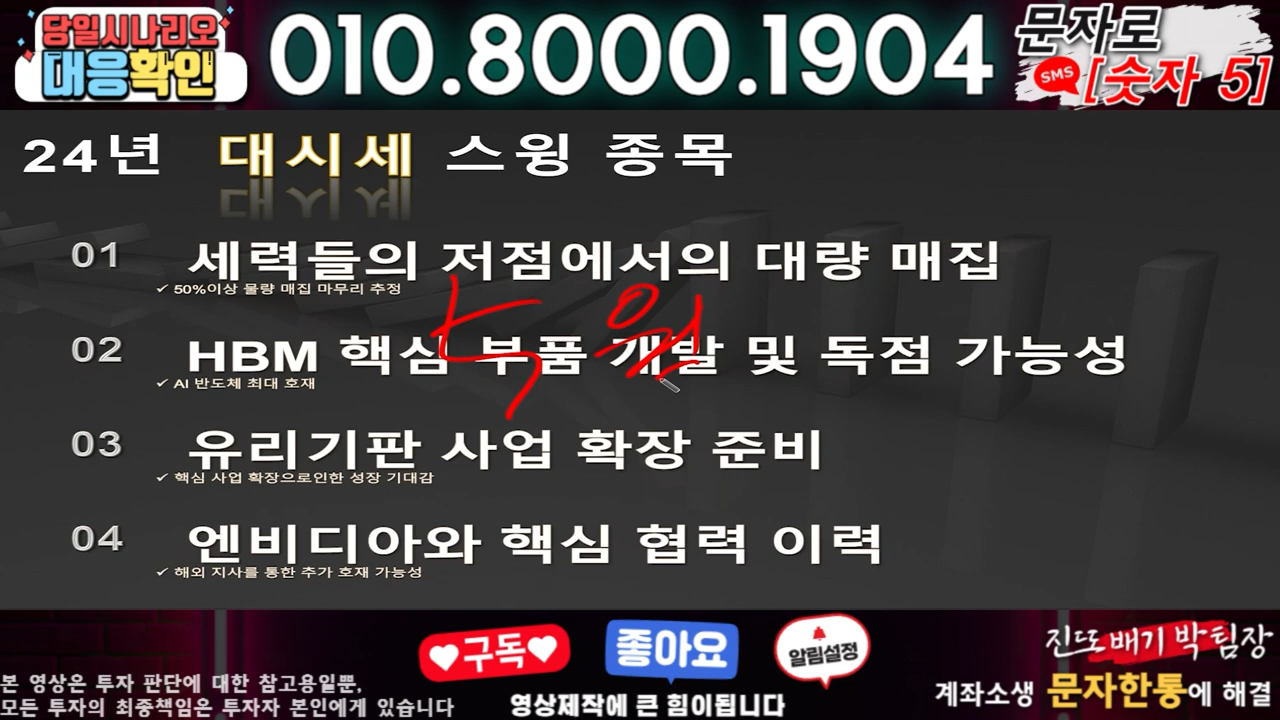 당일시나리오
대응확인
010.8000.1904
문자로
SMS [숫자 5]
24년 대시세 스윙 종목
01 세력들의 저점에서의 대량 매집
✓ 50%이상 물량 매집 마무리 추정
02 HBM 핵심 부품 개발 및 독점 가능성
✓ AI 반도체 최대 호재
03 유리기판 사업 확장 준비
✓ 핵심 사업 확장으로인한 성장 기대감
04 엔비디아와 핵심 협력 이력
✓ 해외 지사를 통한 추가 호재 가능성
구독
좋아요
알림설정
영상제작에 큰 힘이됩니다
본 영상은 투자 판단에 대한 참고용일뿐,
모든 투자의 최종책임은 투자자 본인에게 있습니다
진또배기 박팀장
계좌소생 문자한통에 해결